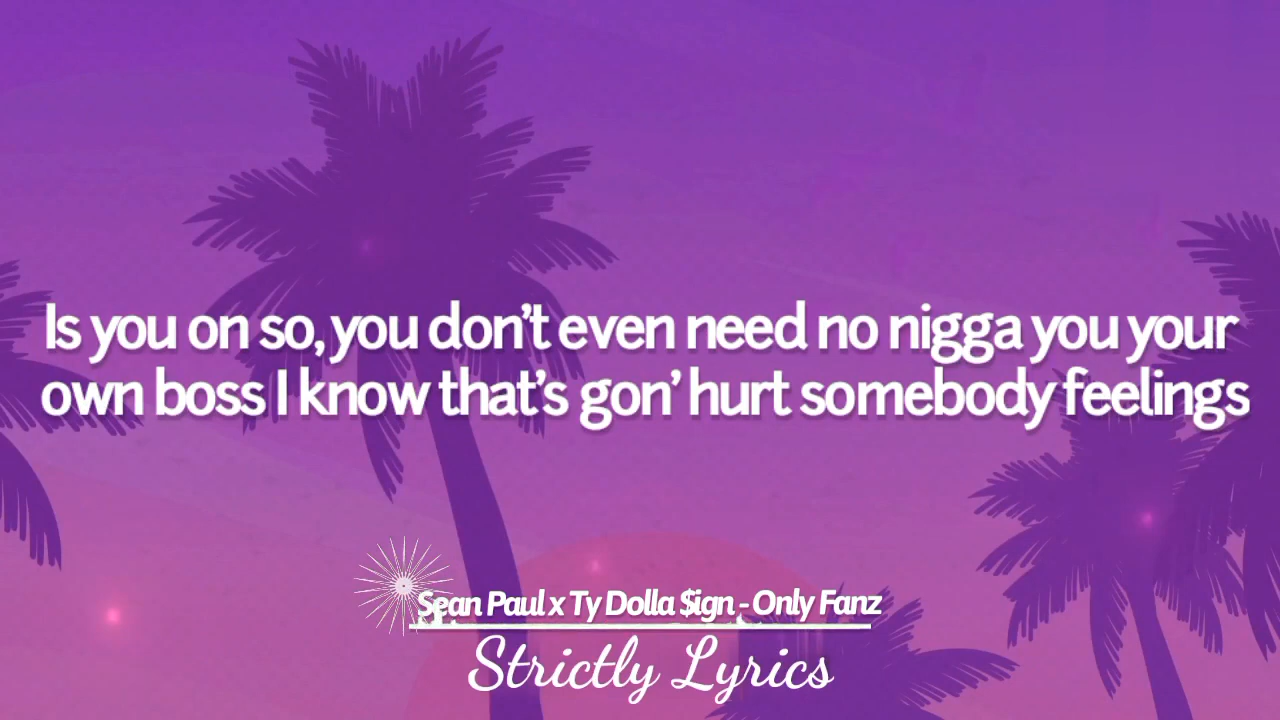 Is you on so, you don't even need no nigga you your
own boss I know that's gon' hurt somebody feelings
Sean Paul x Ty Dolla $ign - Only Fanz
Strictly Lyrics